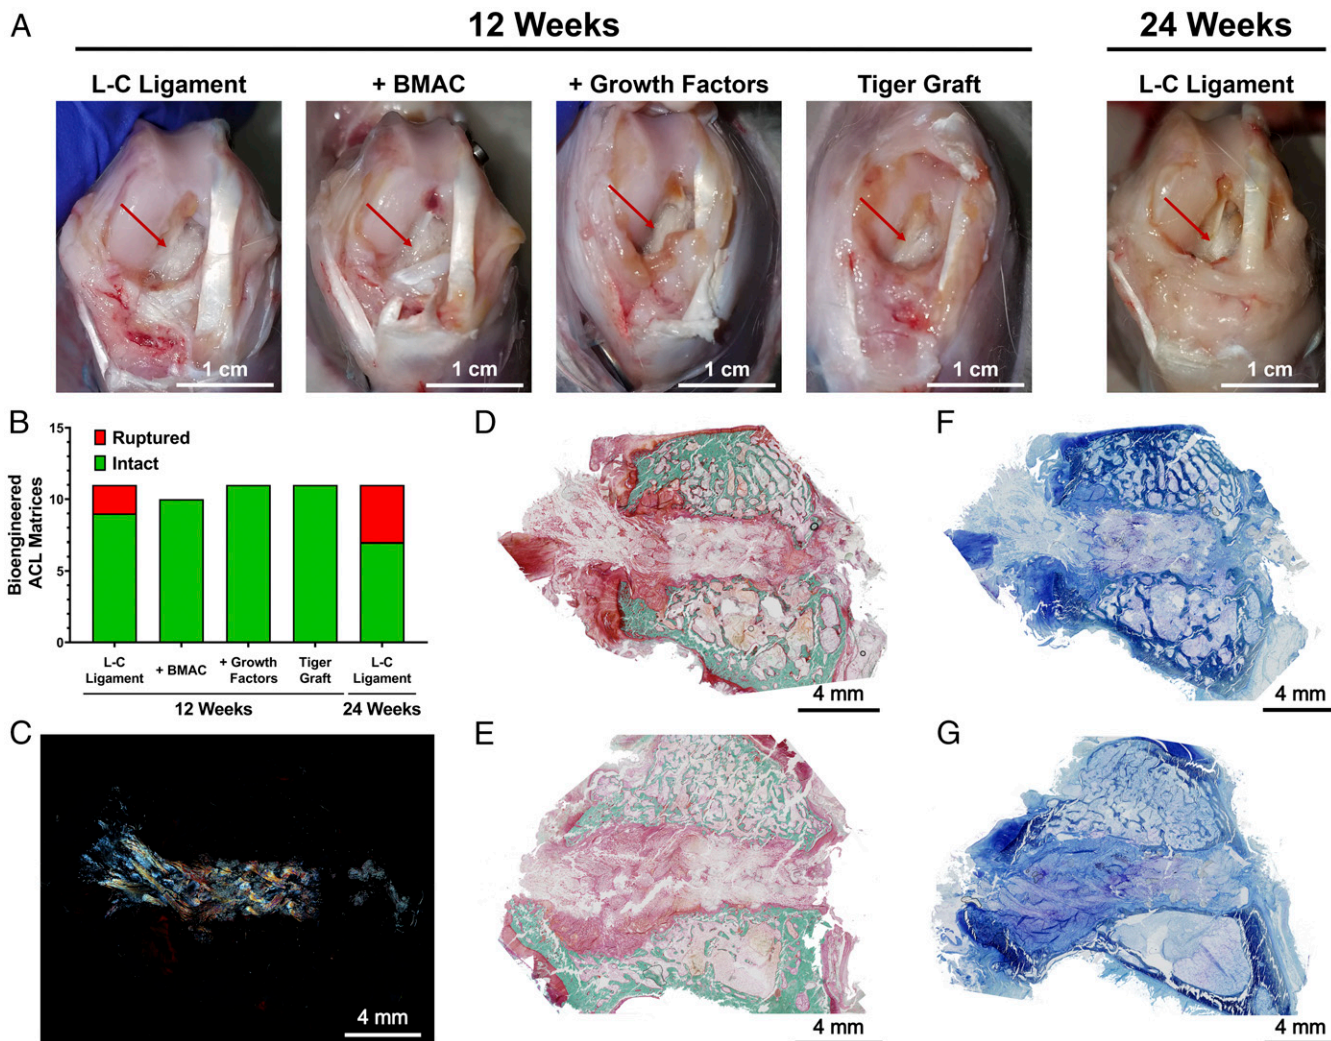 A
12 Weeks
24 Weeks
L-C Ligament
+ BMAC
+ Growth Factors
Tiger Graft
L-C Ligament
1 cm
1 cm
1 cm
1 cm
1 cm
B
15
10
5
0
Bioengineered
ACL Matrices
Ruptured
Intact
L-C
Ligament
+ BMAC
+ Growth
Factors
Tiger
Graft
L-C
Ligament
12 Weeks
24 Weeks
C
4 mm
D
4 mm
E
4 mm
F
4 mm
G
4 mm